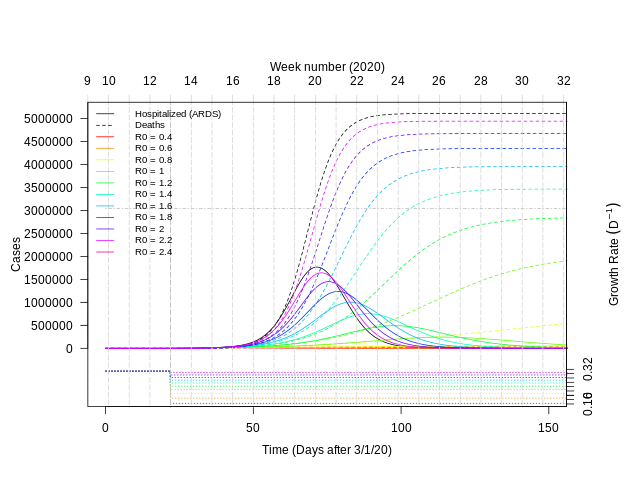 Week number (2020)
9 10 12 14 16 18 20 22 24 26 28 30 32
5000000
4500000
4000000
3500000
3000000
2500000
2000000
1500000
1000000
500000
0
Cases
Hospitalized (ARDS)
Deaths
R0 = 0.4
R0 = 0.6
R0 = 0.8
R0 = 1
R0 = 1.2
R0 = 1.4
R0 = 1.6
R0 = 1.8
R0 = 2
R0 = 2.2
R0 = 2.4
Growth Rate (D⁻¹)
0.32
0 50 100 150
Time (Days after 3/1/20)